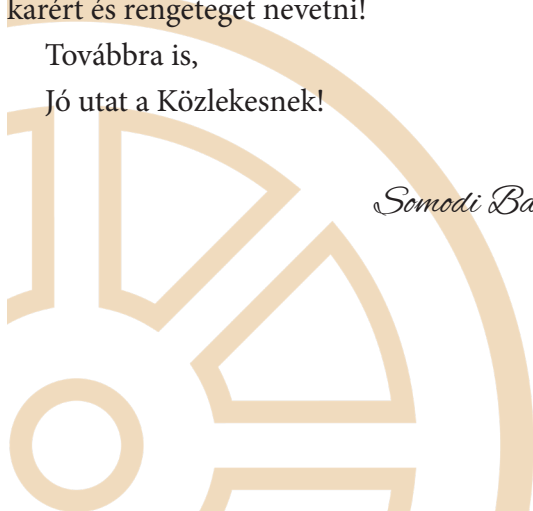 karért és rengeteget nevetni!
Továbbra is,
Jó utat a Közlekesnek!
Somodi Ba